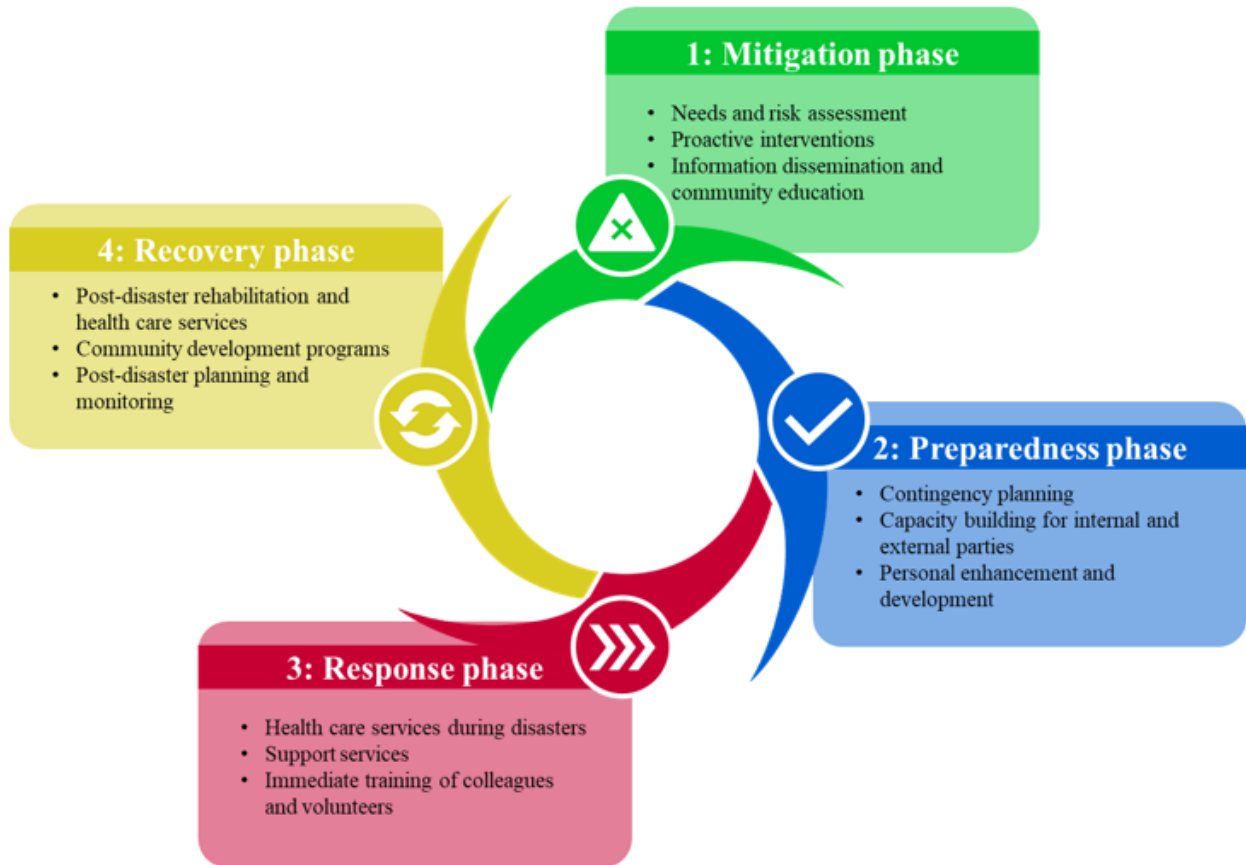 1: Mitigation phase
• Needs and risk assessment
• Proactive interventions
• Information dissemination and
community education
2: Preparedness phase
• Contingency planning
• Capacity building for internal and
external parties
• Personal enhancement and
development
3: Response phase
• Health care services during disasters
• Support services
• Immediate training of colleagues
and volunteers
4: Recovery phase
• Post-disaster rehabilitation and
health care services
• Community development programs
• Post-disaster planning and
monitoring